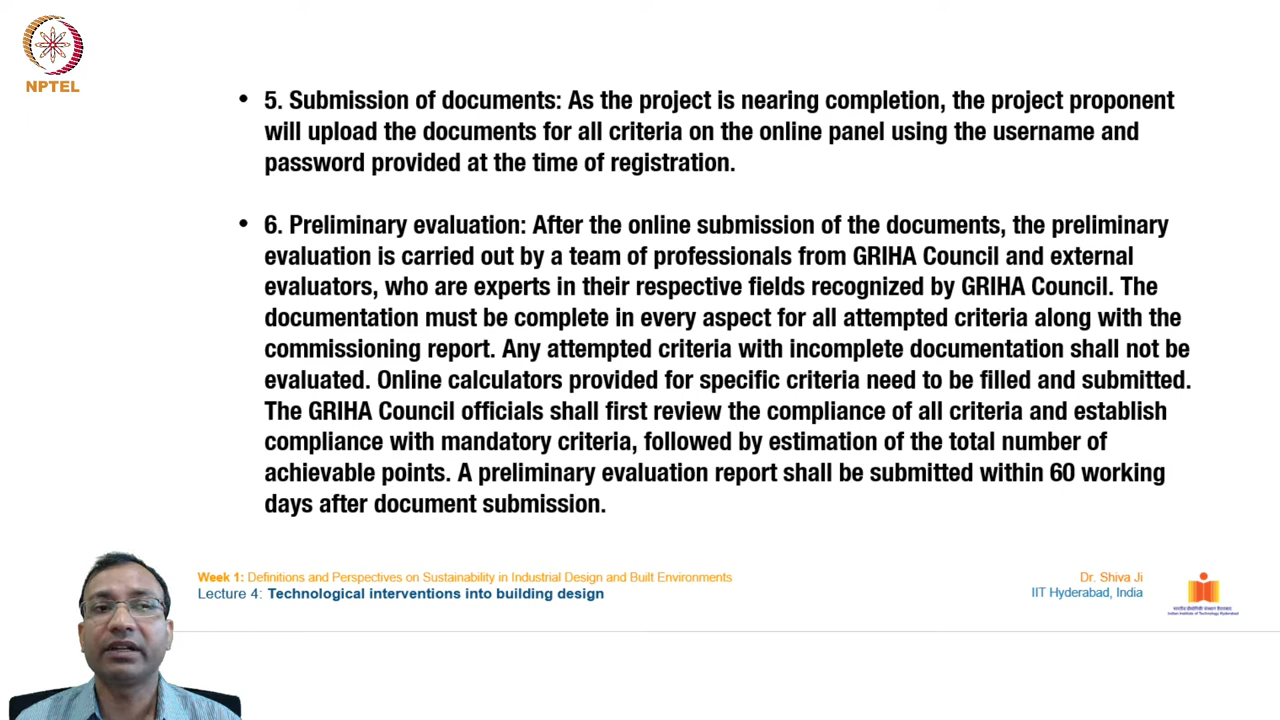 NPTEL
• 5. Submission of documents: As the project is nearing completion, the project proponent
will upload the documents for all criteria on the online panel using the username and
password provided at the time of registration.
• 6. Preliminary evaluation: After the online submission of the documents, the preliminary
evaluation is carried out by a team of professionals from GRIHA Council and external
evaluators, who are experts in their respective fields recognized by GRIHA Council. The
documentation must be complete in every aspect for all attempted criteria along with the
commissioning report. Any attempted criteria with incomplete documentation shall not be
evaluated. Online calculators provided for specific criteria need to be filled and submitted.
The GRIHA Council officials shall first review the compliance of all criteria and establish
compliance with mandatory criteria, followed by estimation of the total number of
achievable points. A preliminary evaluation report shall be submitted within 60 working
days after document submission.
Week 1: Definitions and Perspectives on Sustainability in Industrial Design and Built Environments
Lecture 4: Technological interventions into building design
Dr. Shiva Ji
IIT Hyderabad, India
Indian Institute of Technology Hyderabad